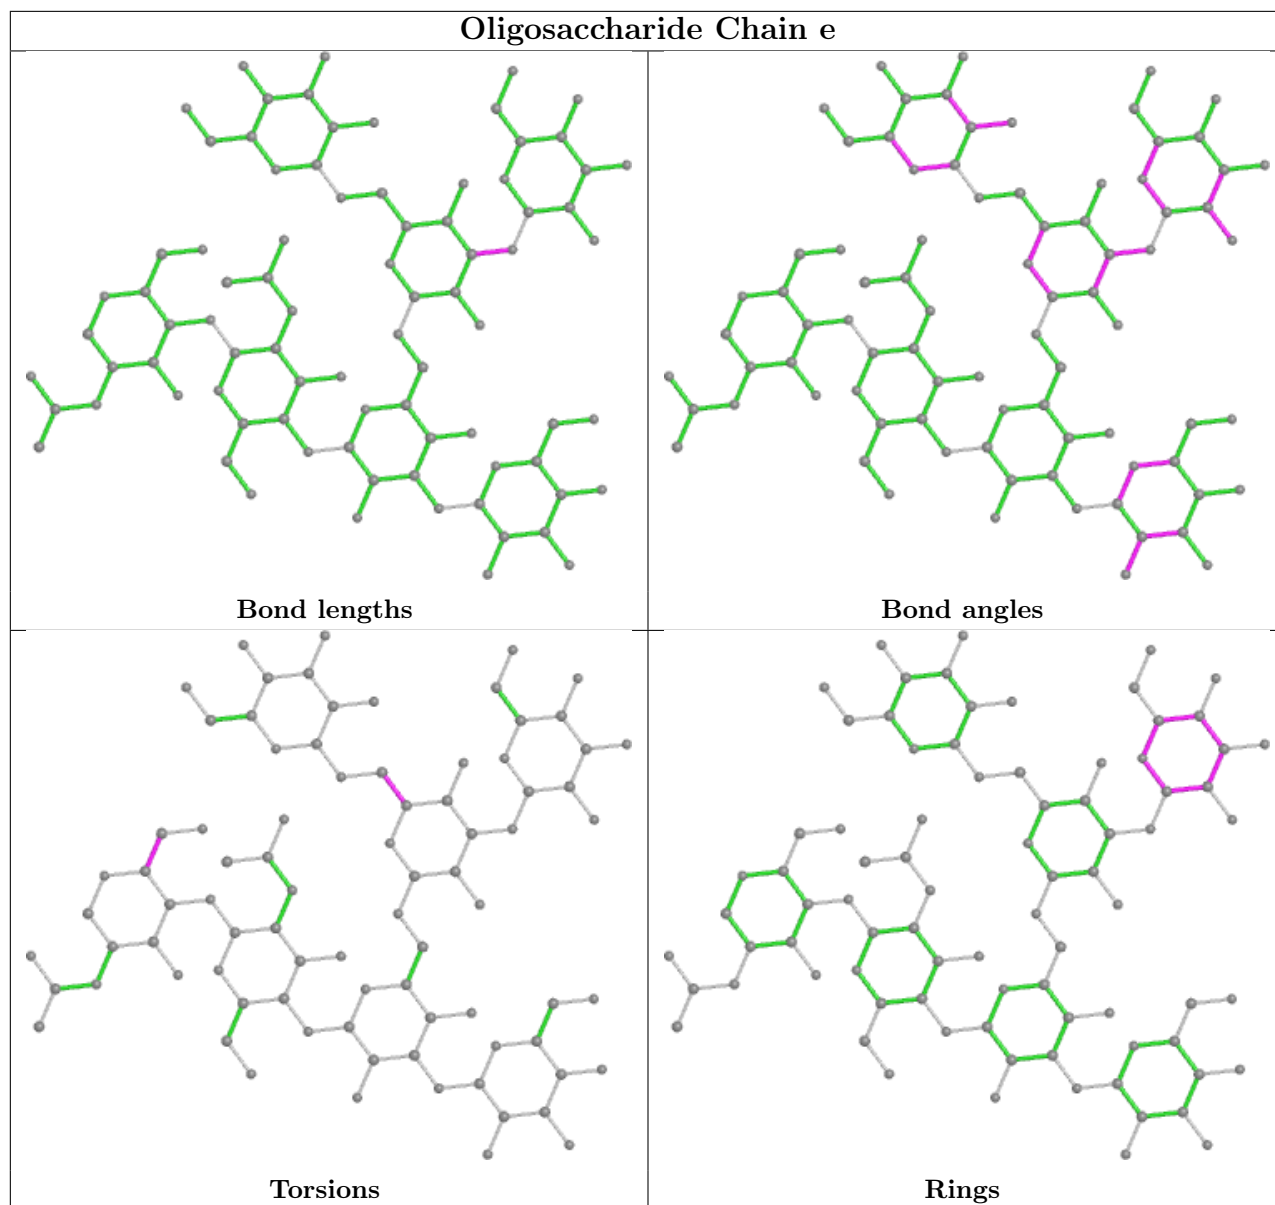 Oligosaccharide Chain e
Bond lengths
Bond angles
Torsions
Rings